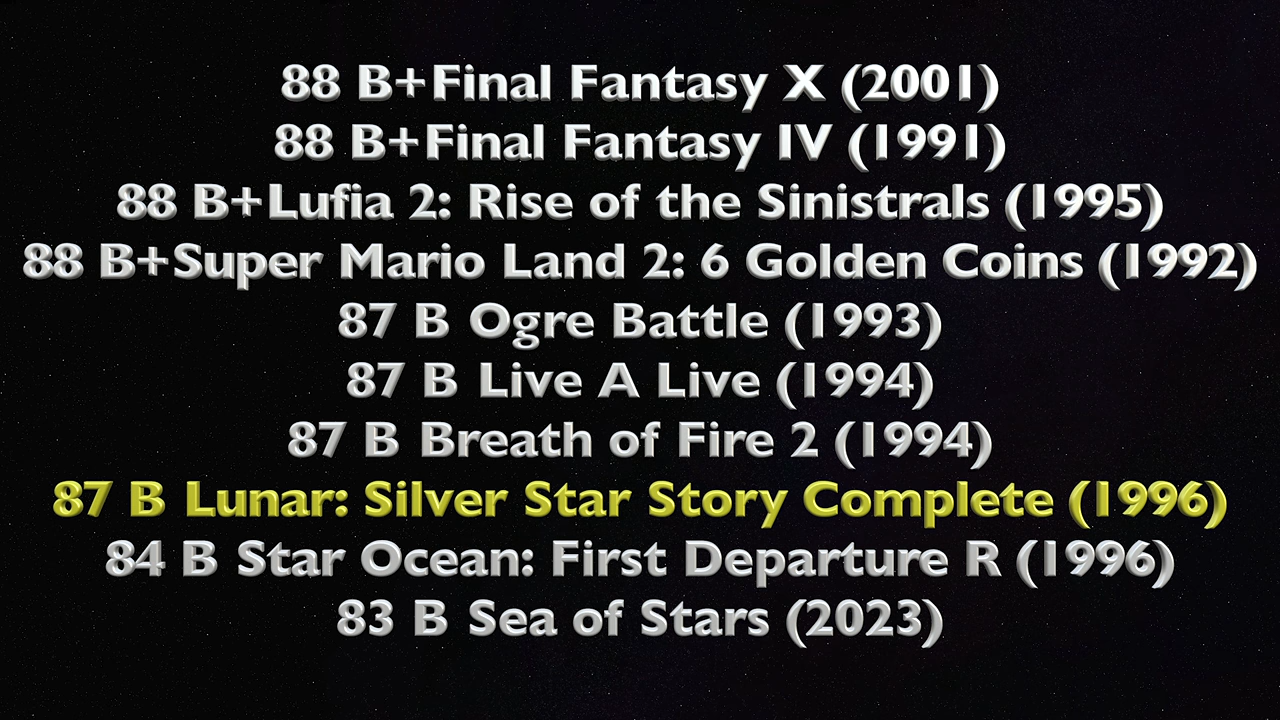 88 B+Final Fantasy X (2001)
88 B+Final Fantasy IV (1991)
88 B+Lufia 2: Rise of the Sinistrals (1995)
88 B+Super Mario Land 2: 6 Golden Coins (1992)
87 B Ogre Battle (1993)
87 B Live A Live (1994)
87 B Breath of Fire 2 (1994)
87 B Lunar: Silver Star Story Complete (1996)
84 B Star Ocean: First Departure R (1996)
83 B Sea of Stars (2023)